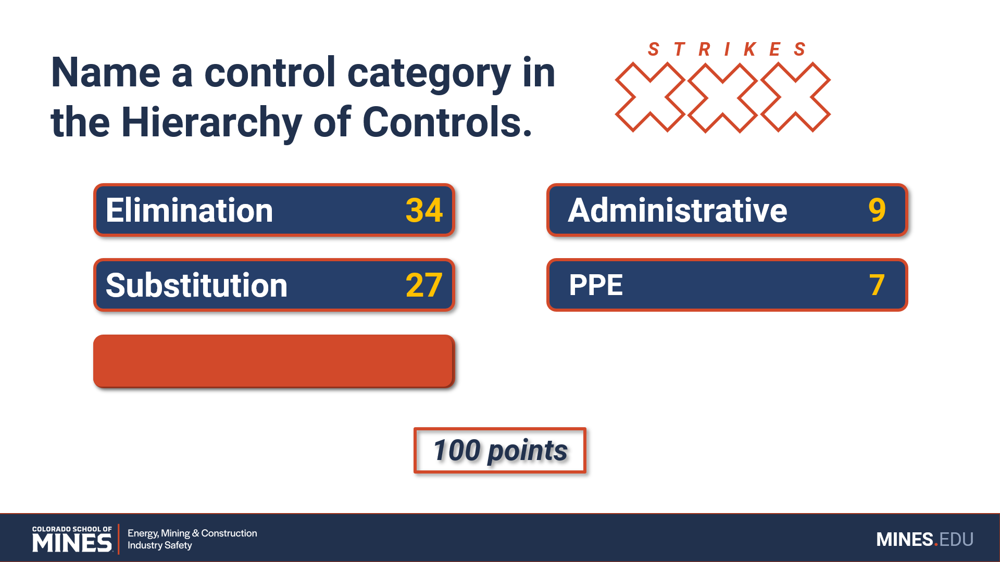 Name a control category in
the Hierarchy of Controls.
STRIKES
Elimination 34
Administrative 9
Substitution 27
PPE 7
100 points
COLORADO SCHOOL OF
MINES
Energy, Mining & Construction
Industry Safety
MINES.EDU